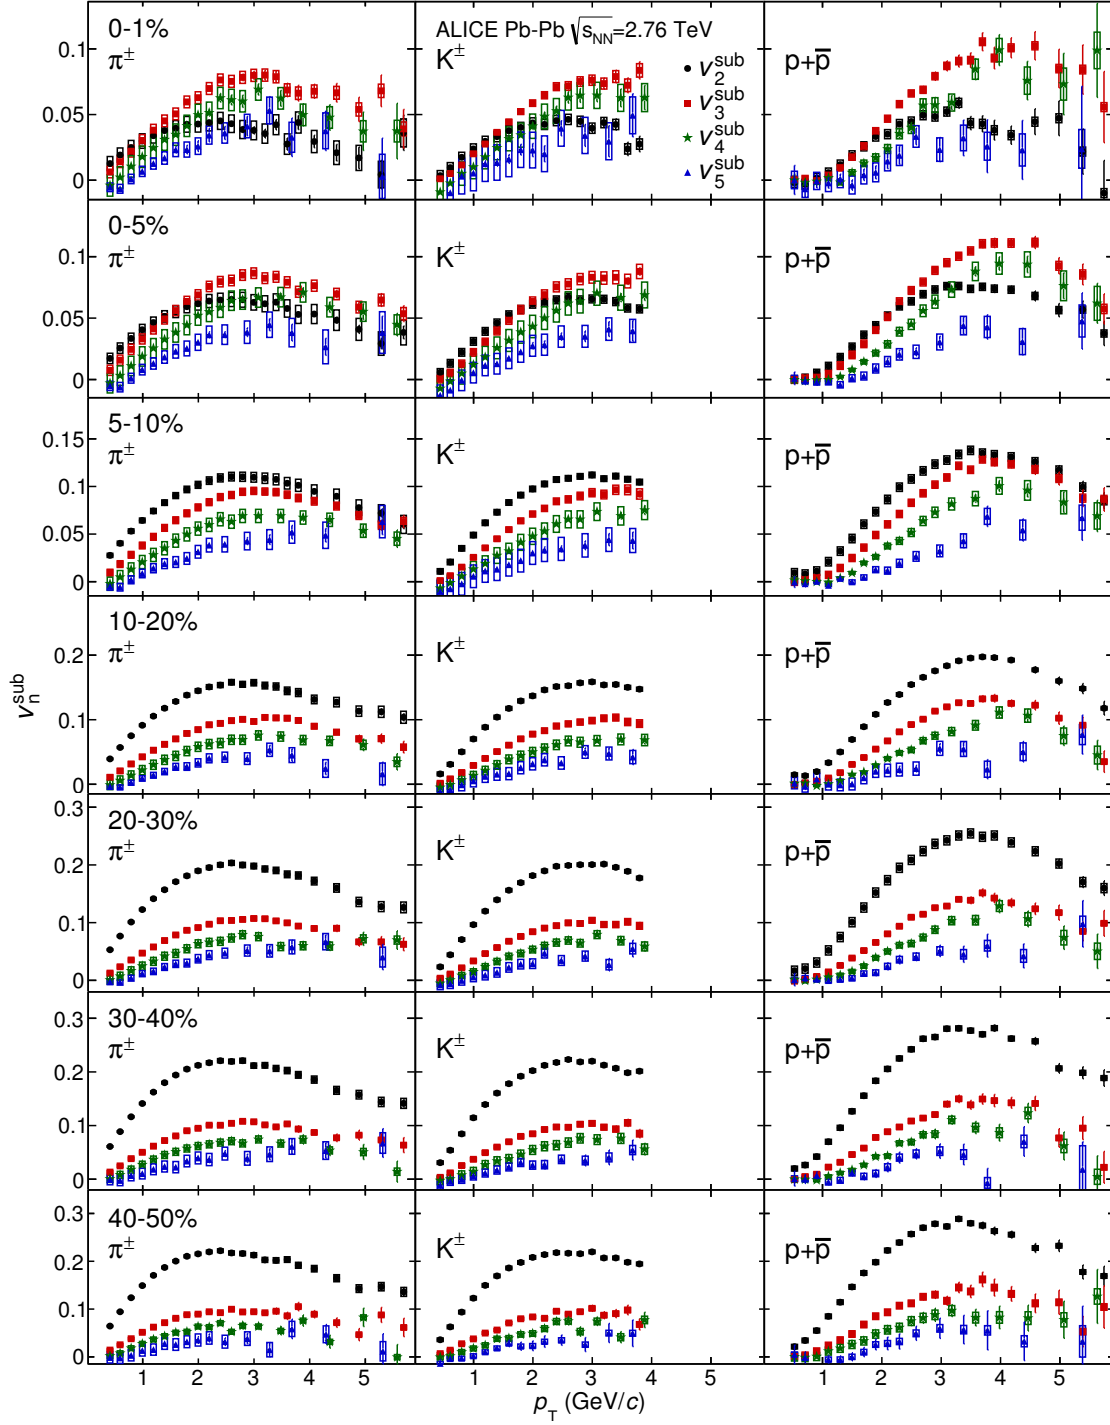 0-1%
π±
ALICE Pb-Pb √sNN=2.76 TeV
K±
v2sub
v3sub
v4sub
v5sub
p+p̅
0.1
0.05
0
0-5%
π±
K±
p+p̅
0.1
0.05
0
5-10%
π±
K±
p+p̅
0.15
0.1
0.05
0
10-20%
π±
K±
p+p̅
0.2
0.1
0
vnsub
20-30%
π±
K±
p+p̅
0.3
0.2
0.1
0
30-40%
π±
K±
p+p̅
0.3
0.2
0.1
0
40-50%
π±
K±
p+p̅
0.3
0.2
0.1
0
1 2 3 4 5 1 2 3 4 5 1 2 3 4 5
pT (GeV/c)